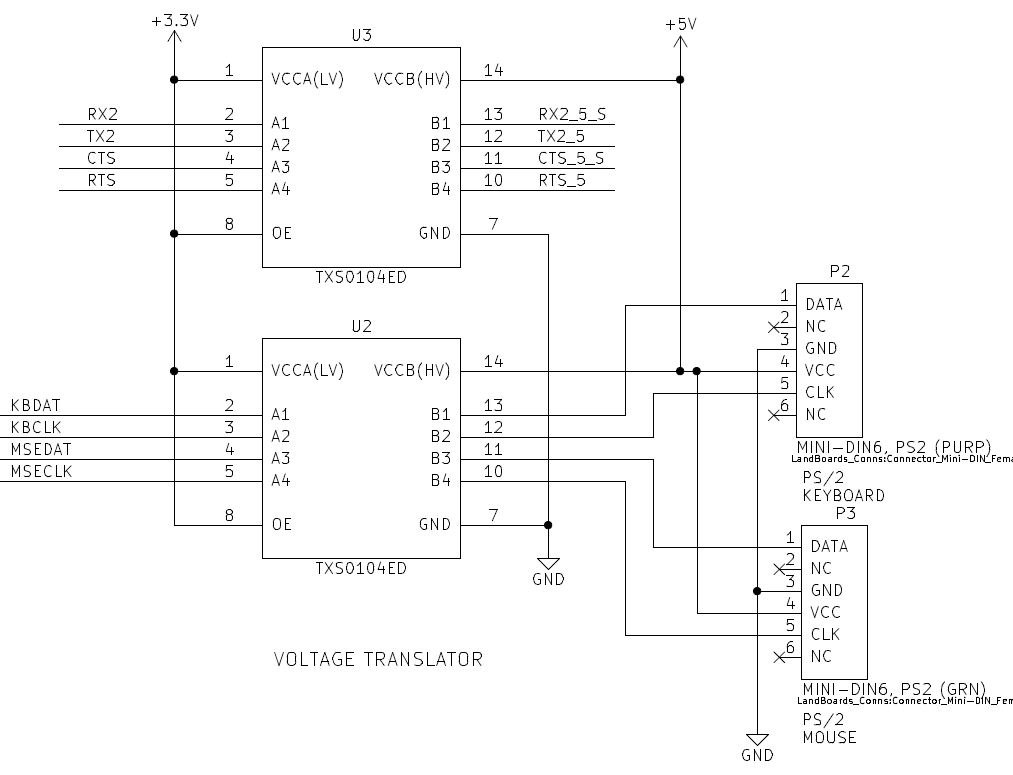 +3.3V
+5V
U3
1 VCCA(LV) VCCB(HV) 14
RX2 2 A1 B1 13 RX2_5_S
TX2 3 A2 B2 12 TX2_5
CTS 4 A3 B3 11 CTS_5_S
RTS 5 A4 B4 10 RTS_5
8 OE GND 7
TXS0104ED
U2
1 VCCA(LV) VCCB(HV) 14
KBDAT 2 A1 B1 13
KBCLK 3 A2 B2 12
MSEDAT 4 A3 B3 11
MSECLK 5 A4 B4 10
8 OE GND 7
TXS0104ED
GND
VOLTAGE TRANSLATOR
P2
1 DATA
2 NC
3 GND
4 VCC
5 CLK
6 NC
MINI-DIN6, PS2 (PURP)
LandBoards_Conns:Connector_Mini-DIN_Fema
PS/2
KEYBOARD
P3
1 DATA
2 NC
3 GND
4 VCC
5 CLK
6 NC
MINI-DIN6, PS2 (GRN)
LandBoards_Conns:Connector_Mini-DIN_Fem
PS/2
MOUSE
GND